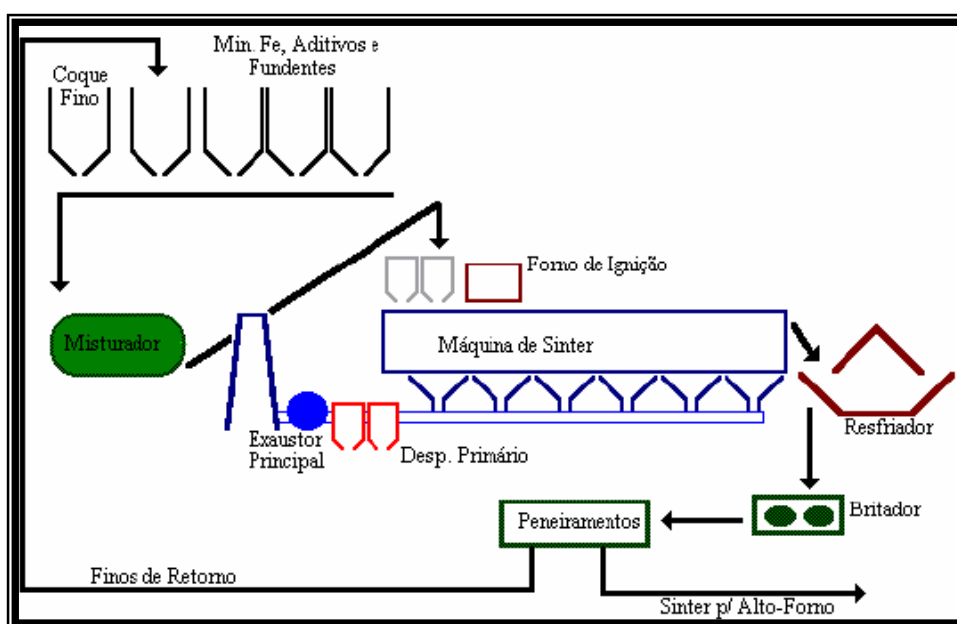 Min. Fe, Aditivos e
Fundentes
Coque
Fino
Forno de Ignição
Misturador
Máquina de Sinter
Resfriador
Exaustor
Principal
Desp. Primário
Britador
Peneiramentos
Finos de Retorno
Sinter p/ Alto-Forno